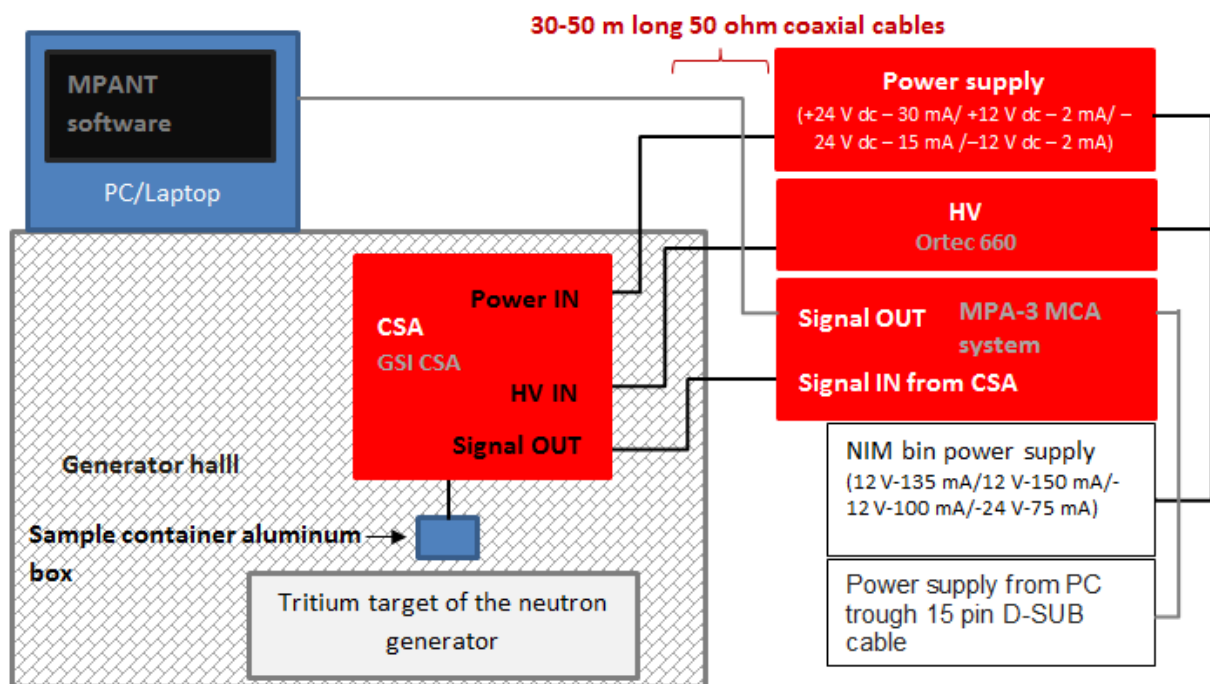 30-50 m long 50 ohm coaxial cables
MPANT
software
PC/Laptop
Power supply
(+24 V dc – 30 mA/ +12 V dc – 2 mA/ –
24 V dc – 15 mA /–12 V dc – 2 mA)
HV
Ortec 660
Power IN
CSA
GSI CSA
HV IN
Signal OUT
Signal OUT
MPA-3 MCA
system
Signal IN from CSA
Generator halll
NIM bin power supply
(12 V-135 mA/12 V-150 mA/-
12 V-100 mA/-24 V-75 mA)
Sample container aluminum
box
Tritium target of the neutron
generator
Power supply from PC
trough 15 pin D-SUB
cable